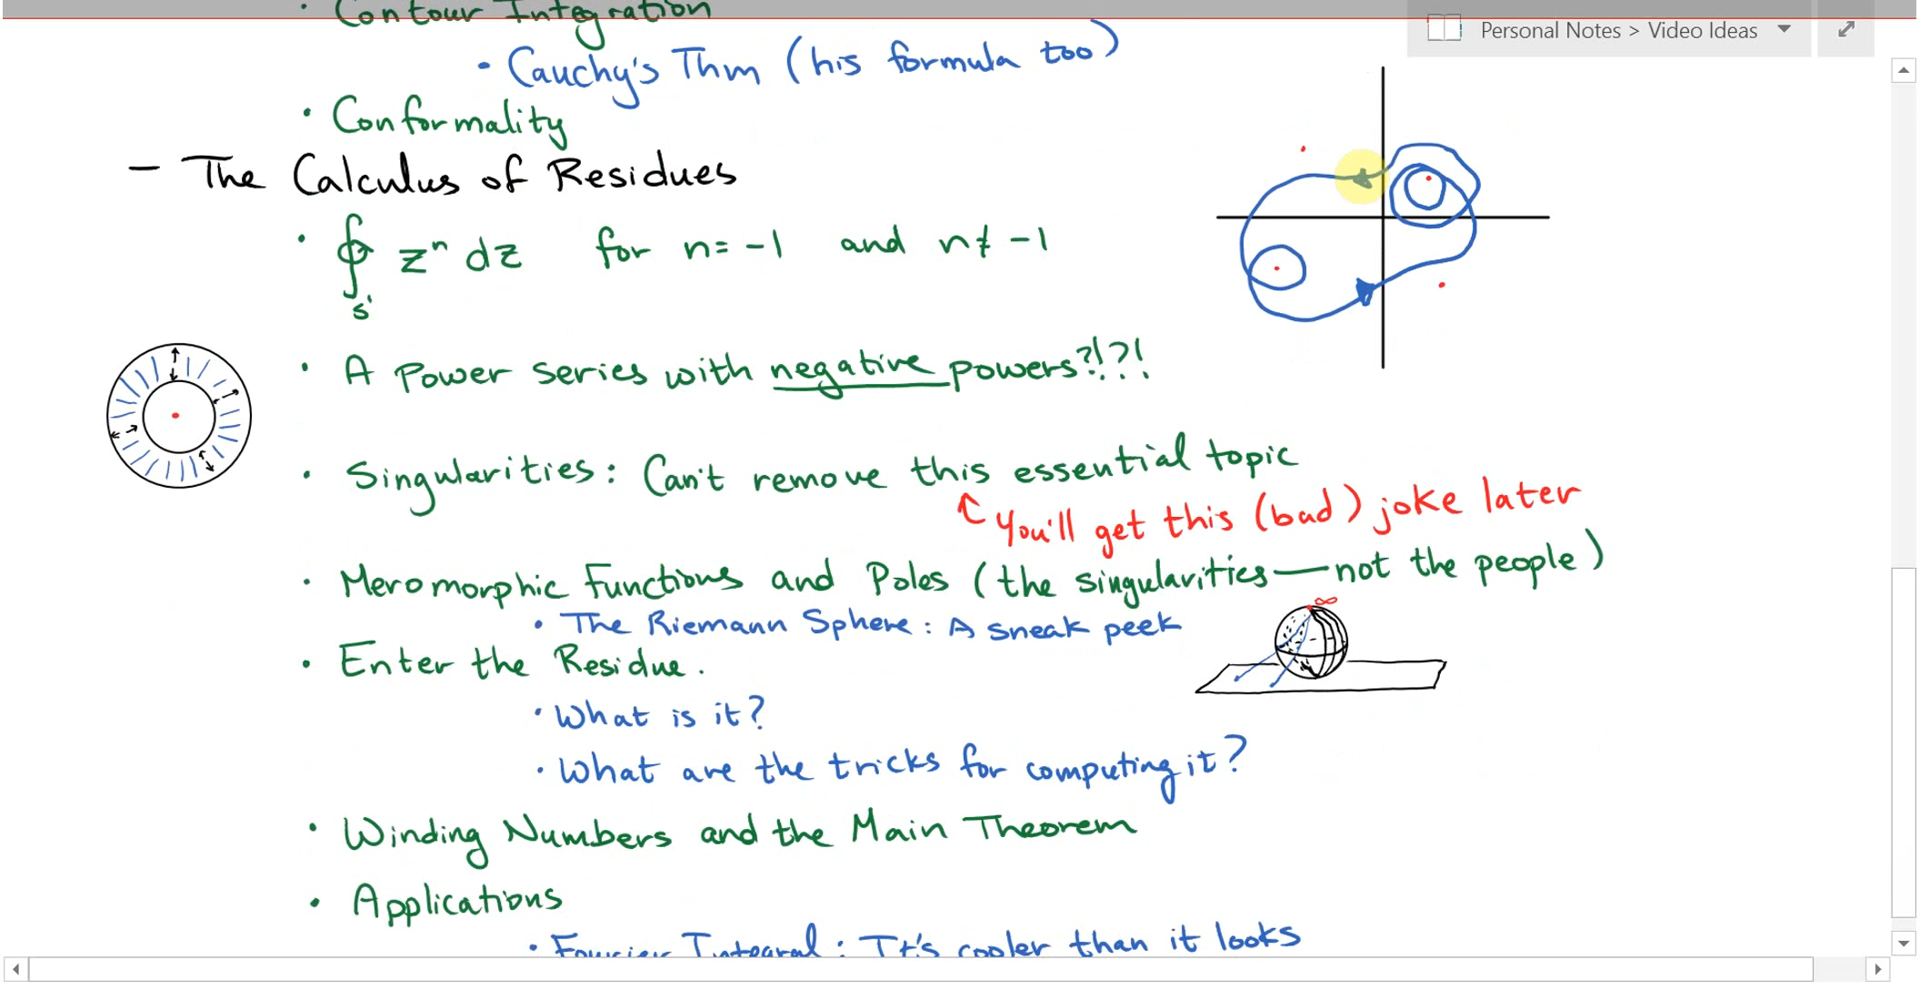 · Contour Integration
Personal Notes > Video Ideas
· Cauchy's Thm (his formula too)
· Conformality
- The Calculus of Residues
· ∮_{S¹} zⁿ dz for n = -1 and n ≠ -1
· A Power series with negative powers?!?!
· Singularities: Can't remove this essential topic
↑ You'll get this (bad) joke later
· Meromorphic Functions and Poles (the singularities — not the people)
∞
· The Riemann Sphere: A sneak peek
· Enter the Residue.
· What is it?
· What are the tricks for computing it?
· Winding Numbers and the Main Theorem
· Applications
· Fourier Integral: It's cooler than it looks